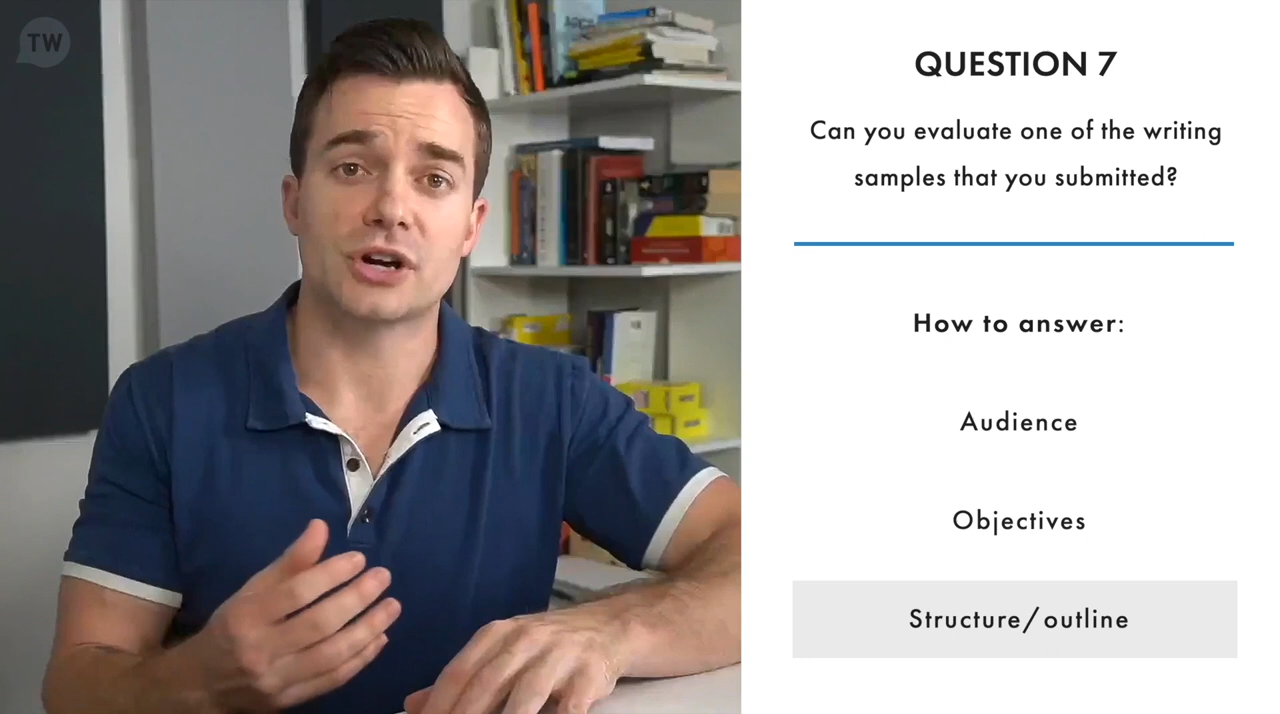 TW
QUESTION 7
Can you evaluate one of the writing
samples that you submitted?
How to answer:
Audience
Objectives
Structure/outline